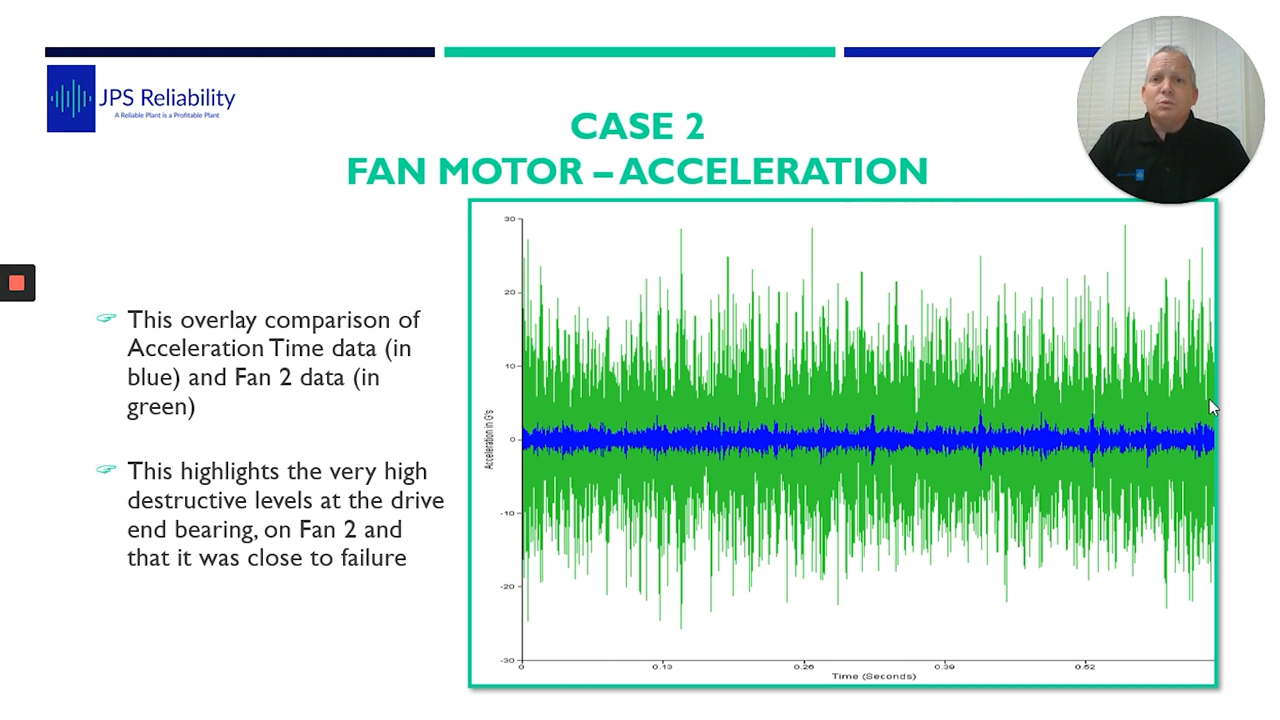 JPS Reliability
A Reliable Plant is a Profitable Plant
CASE 2
FAN MOTOR – ACCELERATION
This overlay comparison of
Acceleration Time data (in
blue) and Fan 2 data (in
green)
This highlights the very high
destructive levels at the drive
end bearing, on Fan 2 and
that it was close to failure
30
20
10
0
-10
-20
-30
Acceleration in G's
0 0.13 0.26 0.39 0.52
Time (Seconds)